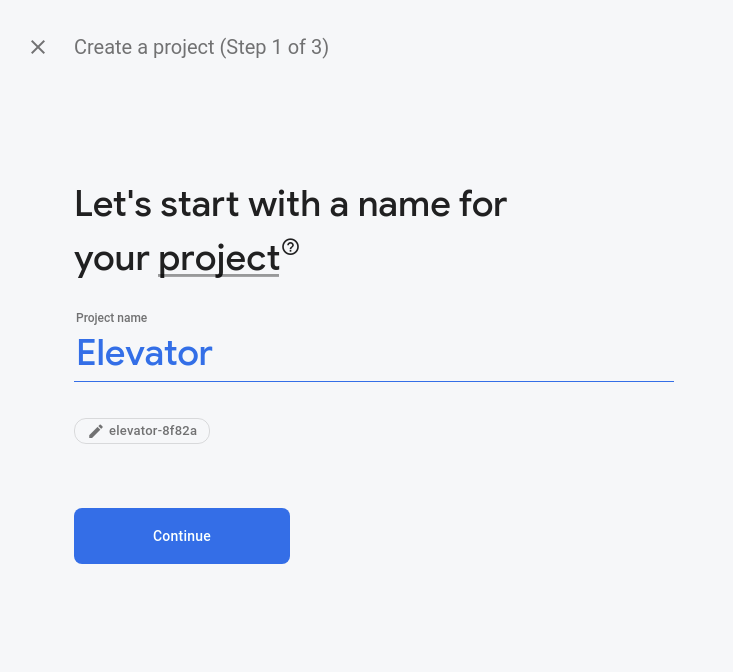 Create a project (Step 1 of 3)
Let's start with a name for
your project
Project name
Elevator
elevator-8f82a
Continue